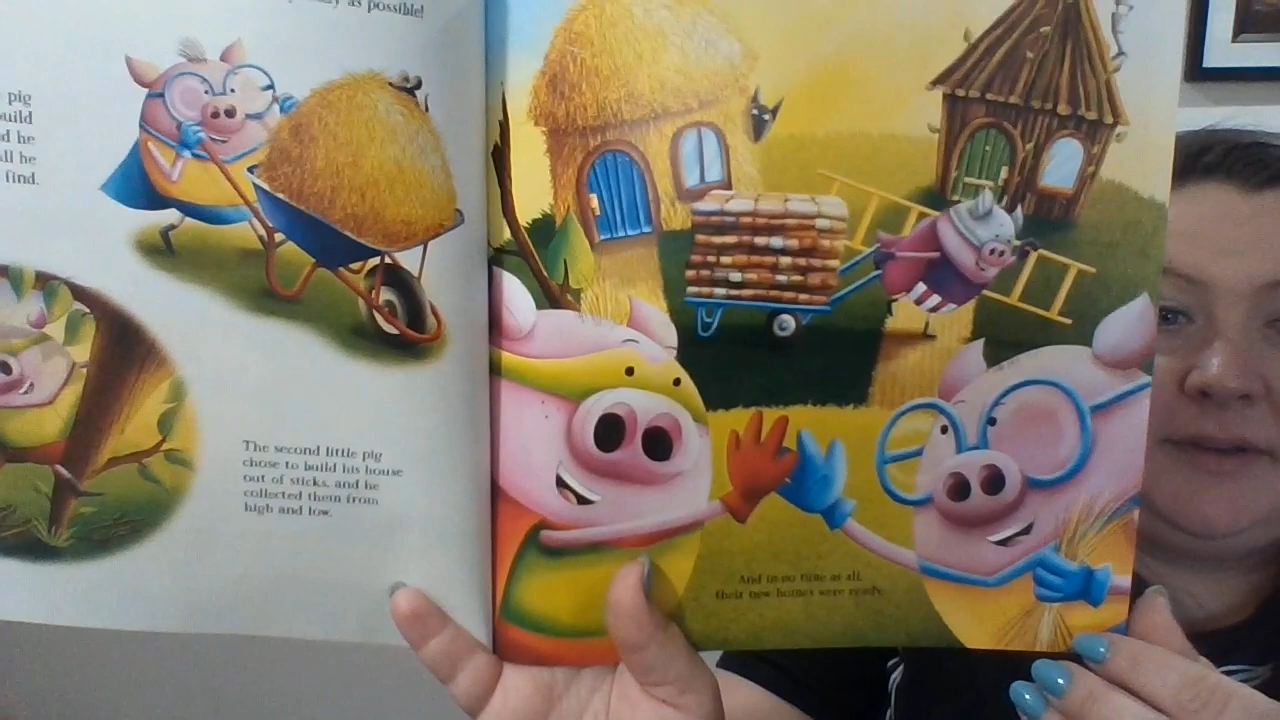 as possible!
pig
uild
d he
ll he
find.
The second little pig
chose to build his house
out of sticks, and he
collected them from
high and low.
And in no time at all,
their new homes were ready.